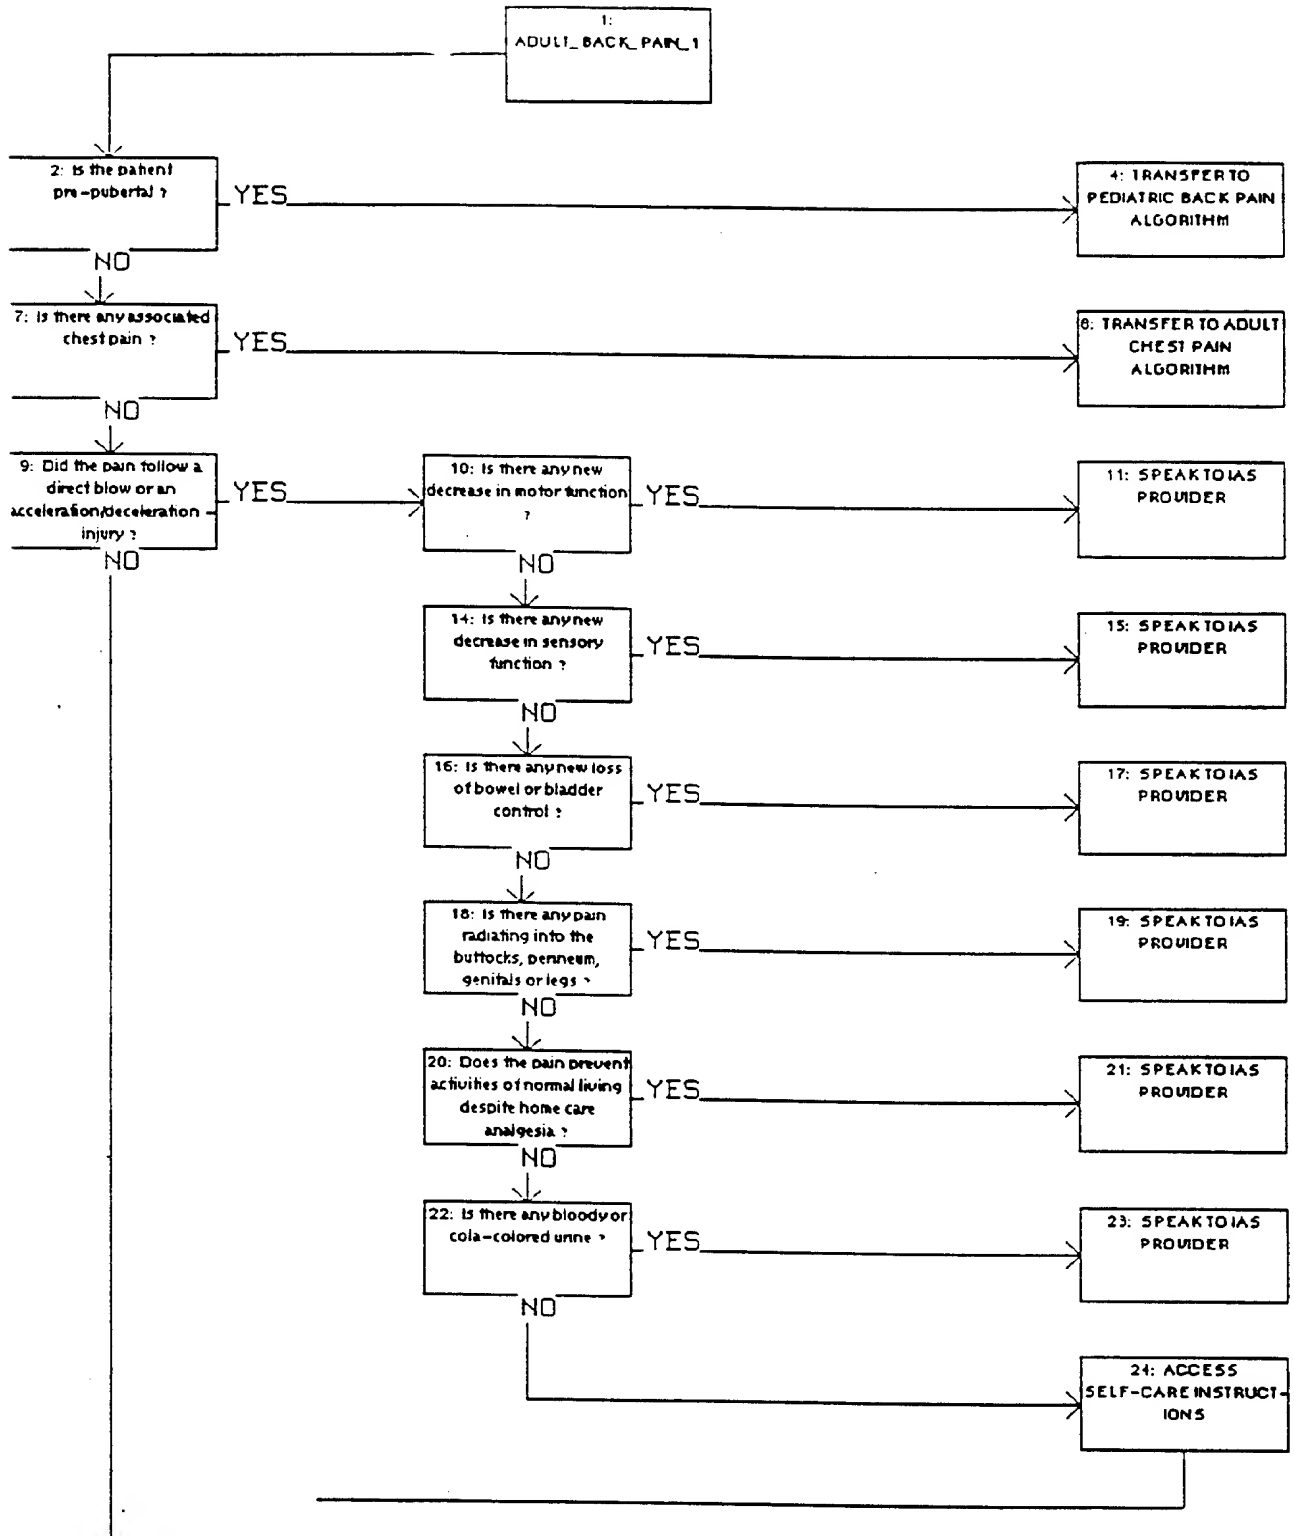 1:
ADULT_BACK_PAIN_1
2: Is the patient
pre-pubertal ?
YES
4: TRANSFER TO
PEDIATRIC BACK PAIN
ALGORITHM
NO
7: Is there any associated
chest pain ?
YES
8: TRANSFER TO ADULT
CHEST PAIN
ALGORITHM
NO
9: Did the pain follow a
direct blow or an
acceleration/deceleration
injury ?
YES
10: Is there any new
decrease in motor function
?
YES
11: SPEAK TO IAS
PROVIDER
NO
NO
14: Is there any new
decrease in sensory
function ?
YES
15: SPEAK TO IAS
PROVIDER
NO
16: Is there any new loss
of bowel or bladder
control ?
YES
17: SPEAK TO IAS
PROVIDER
NO
18: Is there any pain
radiating into the
buttocks, perineum,
genitals or legs ?
YES
19: SPEAK TO IAS
PROVIDER
NO
20: Does the pain prevent
activities of normal living
despite home care
analgesia ?
YES
21: SPEAK TO IAS
PROVIDER
NO
22: Is there any bloody or
cola-colored urine ?
YES
23: SPEAK TO IAS
PROVIDER
NO
24: ACCESS
SELF-CARE INSTRUCT-
IONS